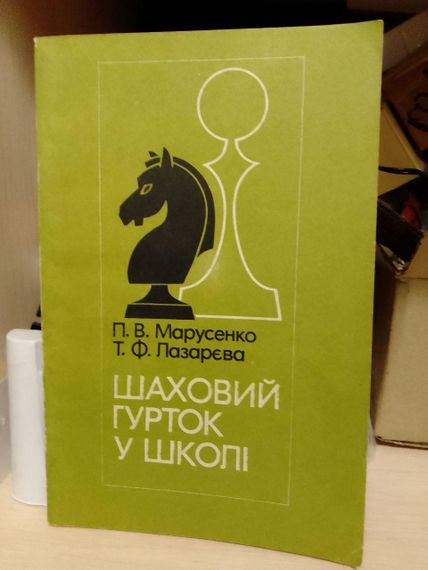 П. В. Марусенко
Т. Ф. Лазарєва
ШАХОВИЙ
ГУРТОК
У ШКОЛІ